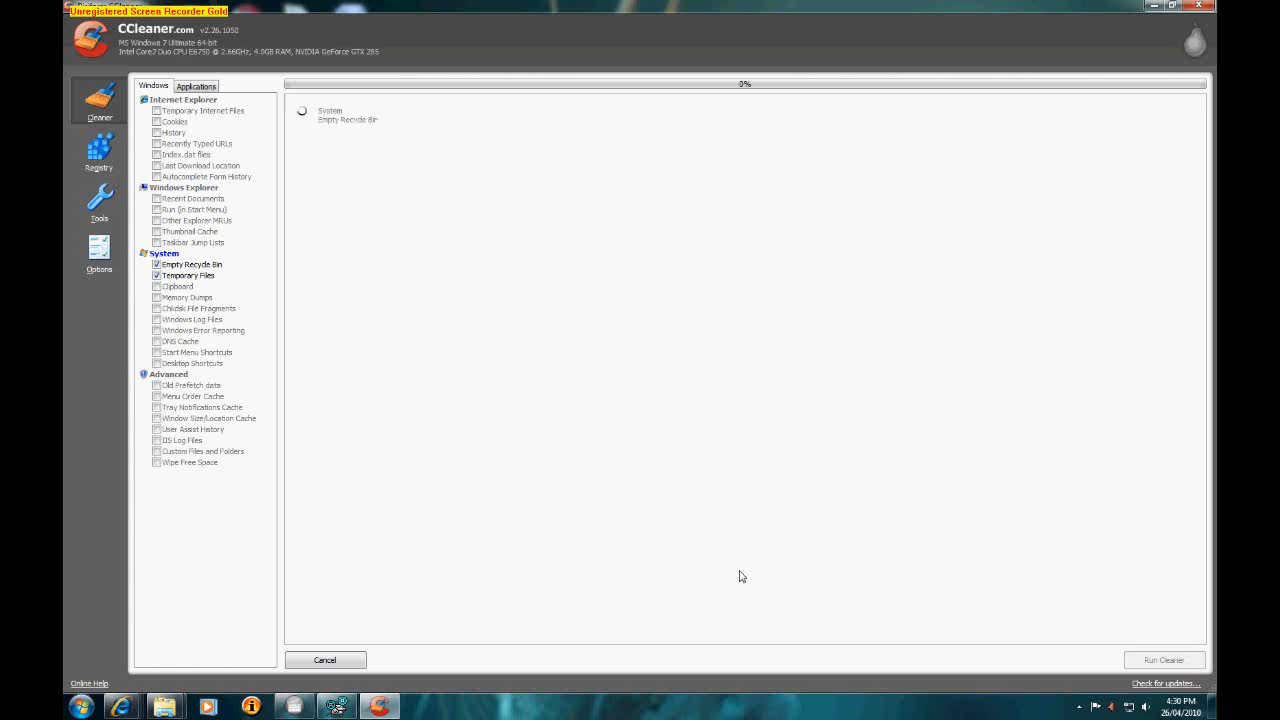 Unregistered Screen Recorder Gold
CCleaner.com v2.26.1050
MS Windows 7 Ultimate 64-bit
Intel Core2 Duo CPU E6750 @ 2.66GHz, 4.0GB RAM, NVIDIA GeForce GTX 285
Cleaner
Registry
Tools
Options
Windows
Applications
Internet Explorer
Temporary Internet Files
Cookies
History
Recently Typed URLs
Index.dat files
Last Download Location
Autocomplete Form History
Windows Explorer
Recent Documents
Run (in Start Menu)
Other Explorer MRUs
Thumbnail Cache
Taskbar Jump Lists
System
Empty Recycle Bin
Temporary Files
Clipboard
Memory Dumps
Chkdsk File Fragments
Windows Log Files
Windows Error Reporting
DNS Cache
Start Menu Shortcuts
Desktop Shortcuts
Advanced
Old Prefetch data
Menu Order Cache
Tray Notifications Cache
Window Size/Location Cache
User Assist History
IIS Log Files
Custom Files and Folders
Wipe Free Space
0%
System
Empty Recycle Bin
Cancel
Run Cleaner
Online Help
Check for updates...
4:30 PM
26/04/2010